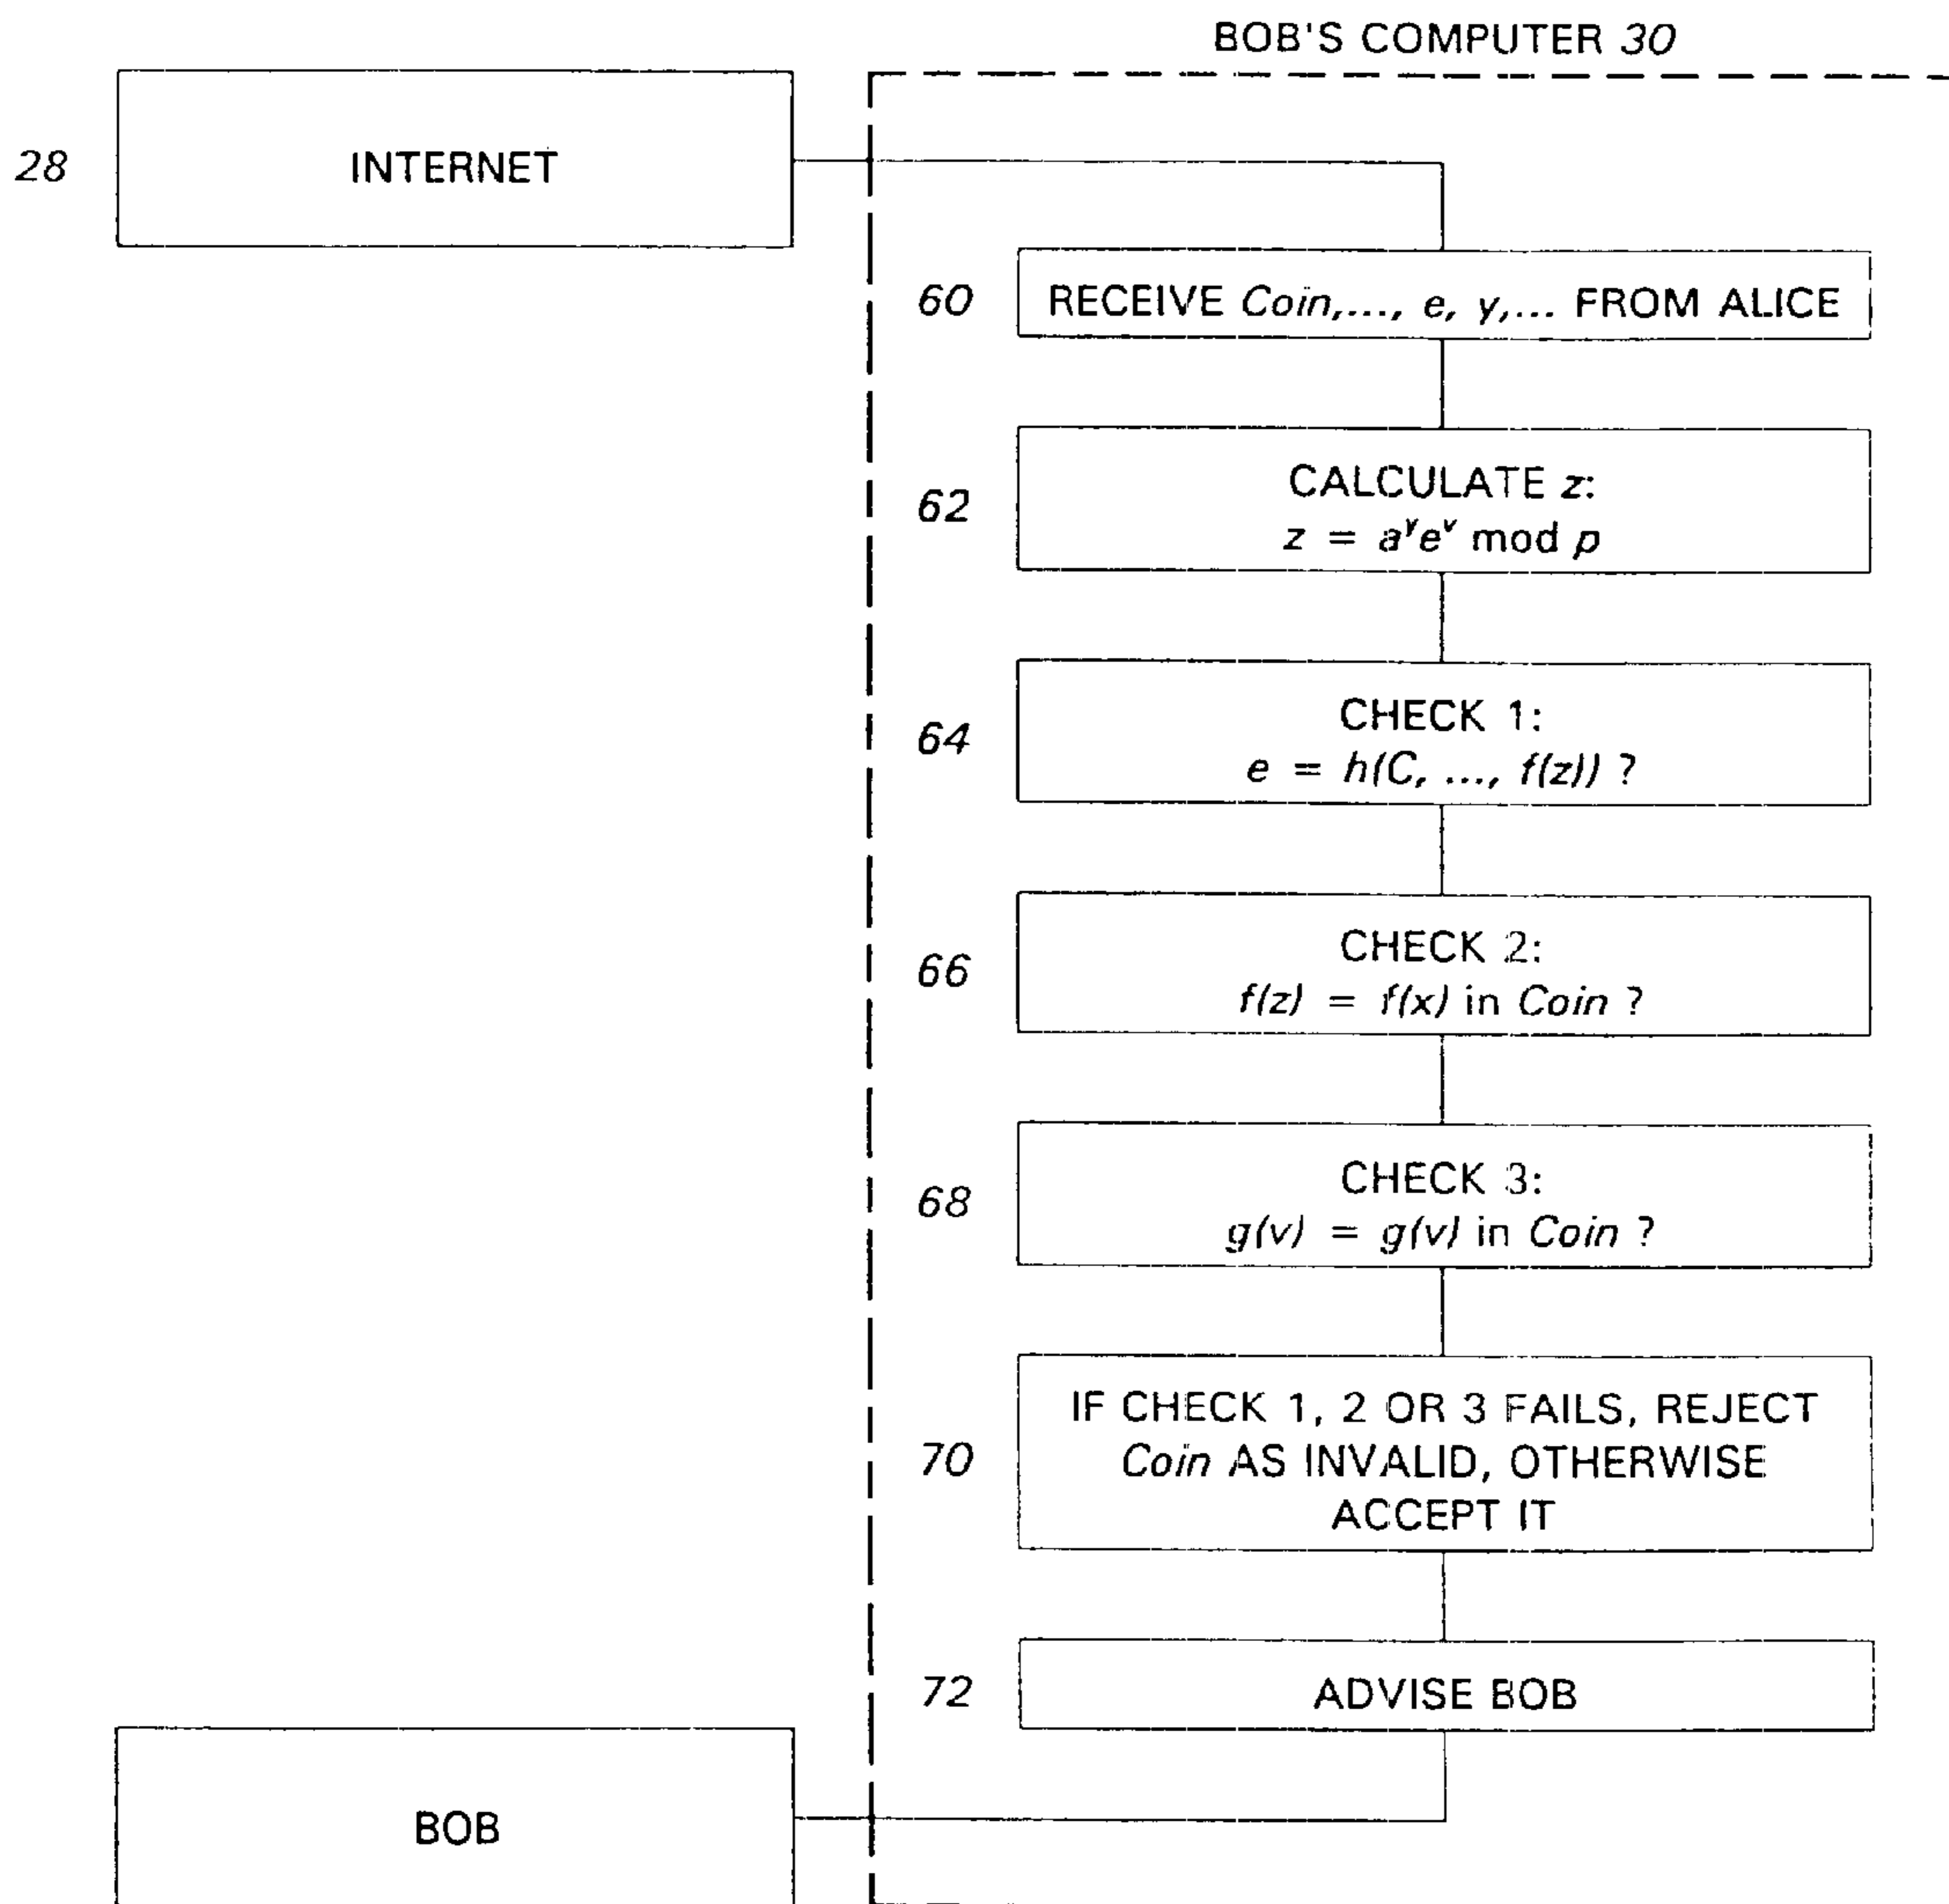 BOB'S COMPUTER 30
28
INTERNET
60
RECEIVE Coin,..., e, y,... FROM ALICE
62
CALCULATE z:
z = aʸeᵛ mod p
64
CHECK 1:
e = h(C, ..., f(z)) ?
66
CHECK 2:
f(z) = f(x) in Coin ?
68
CHECK 3:
g(v) = g(v) in Coin ?
70
IF CHECK 1, 2 OR 3 FAILS, REJECT
Coin AS INVALID, OTHERWISE
ACCEPT IT
72
ADVISE BOB
BOB